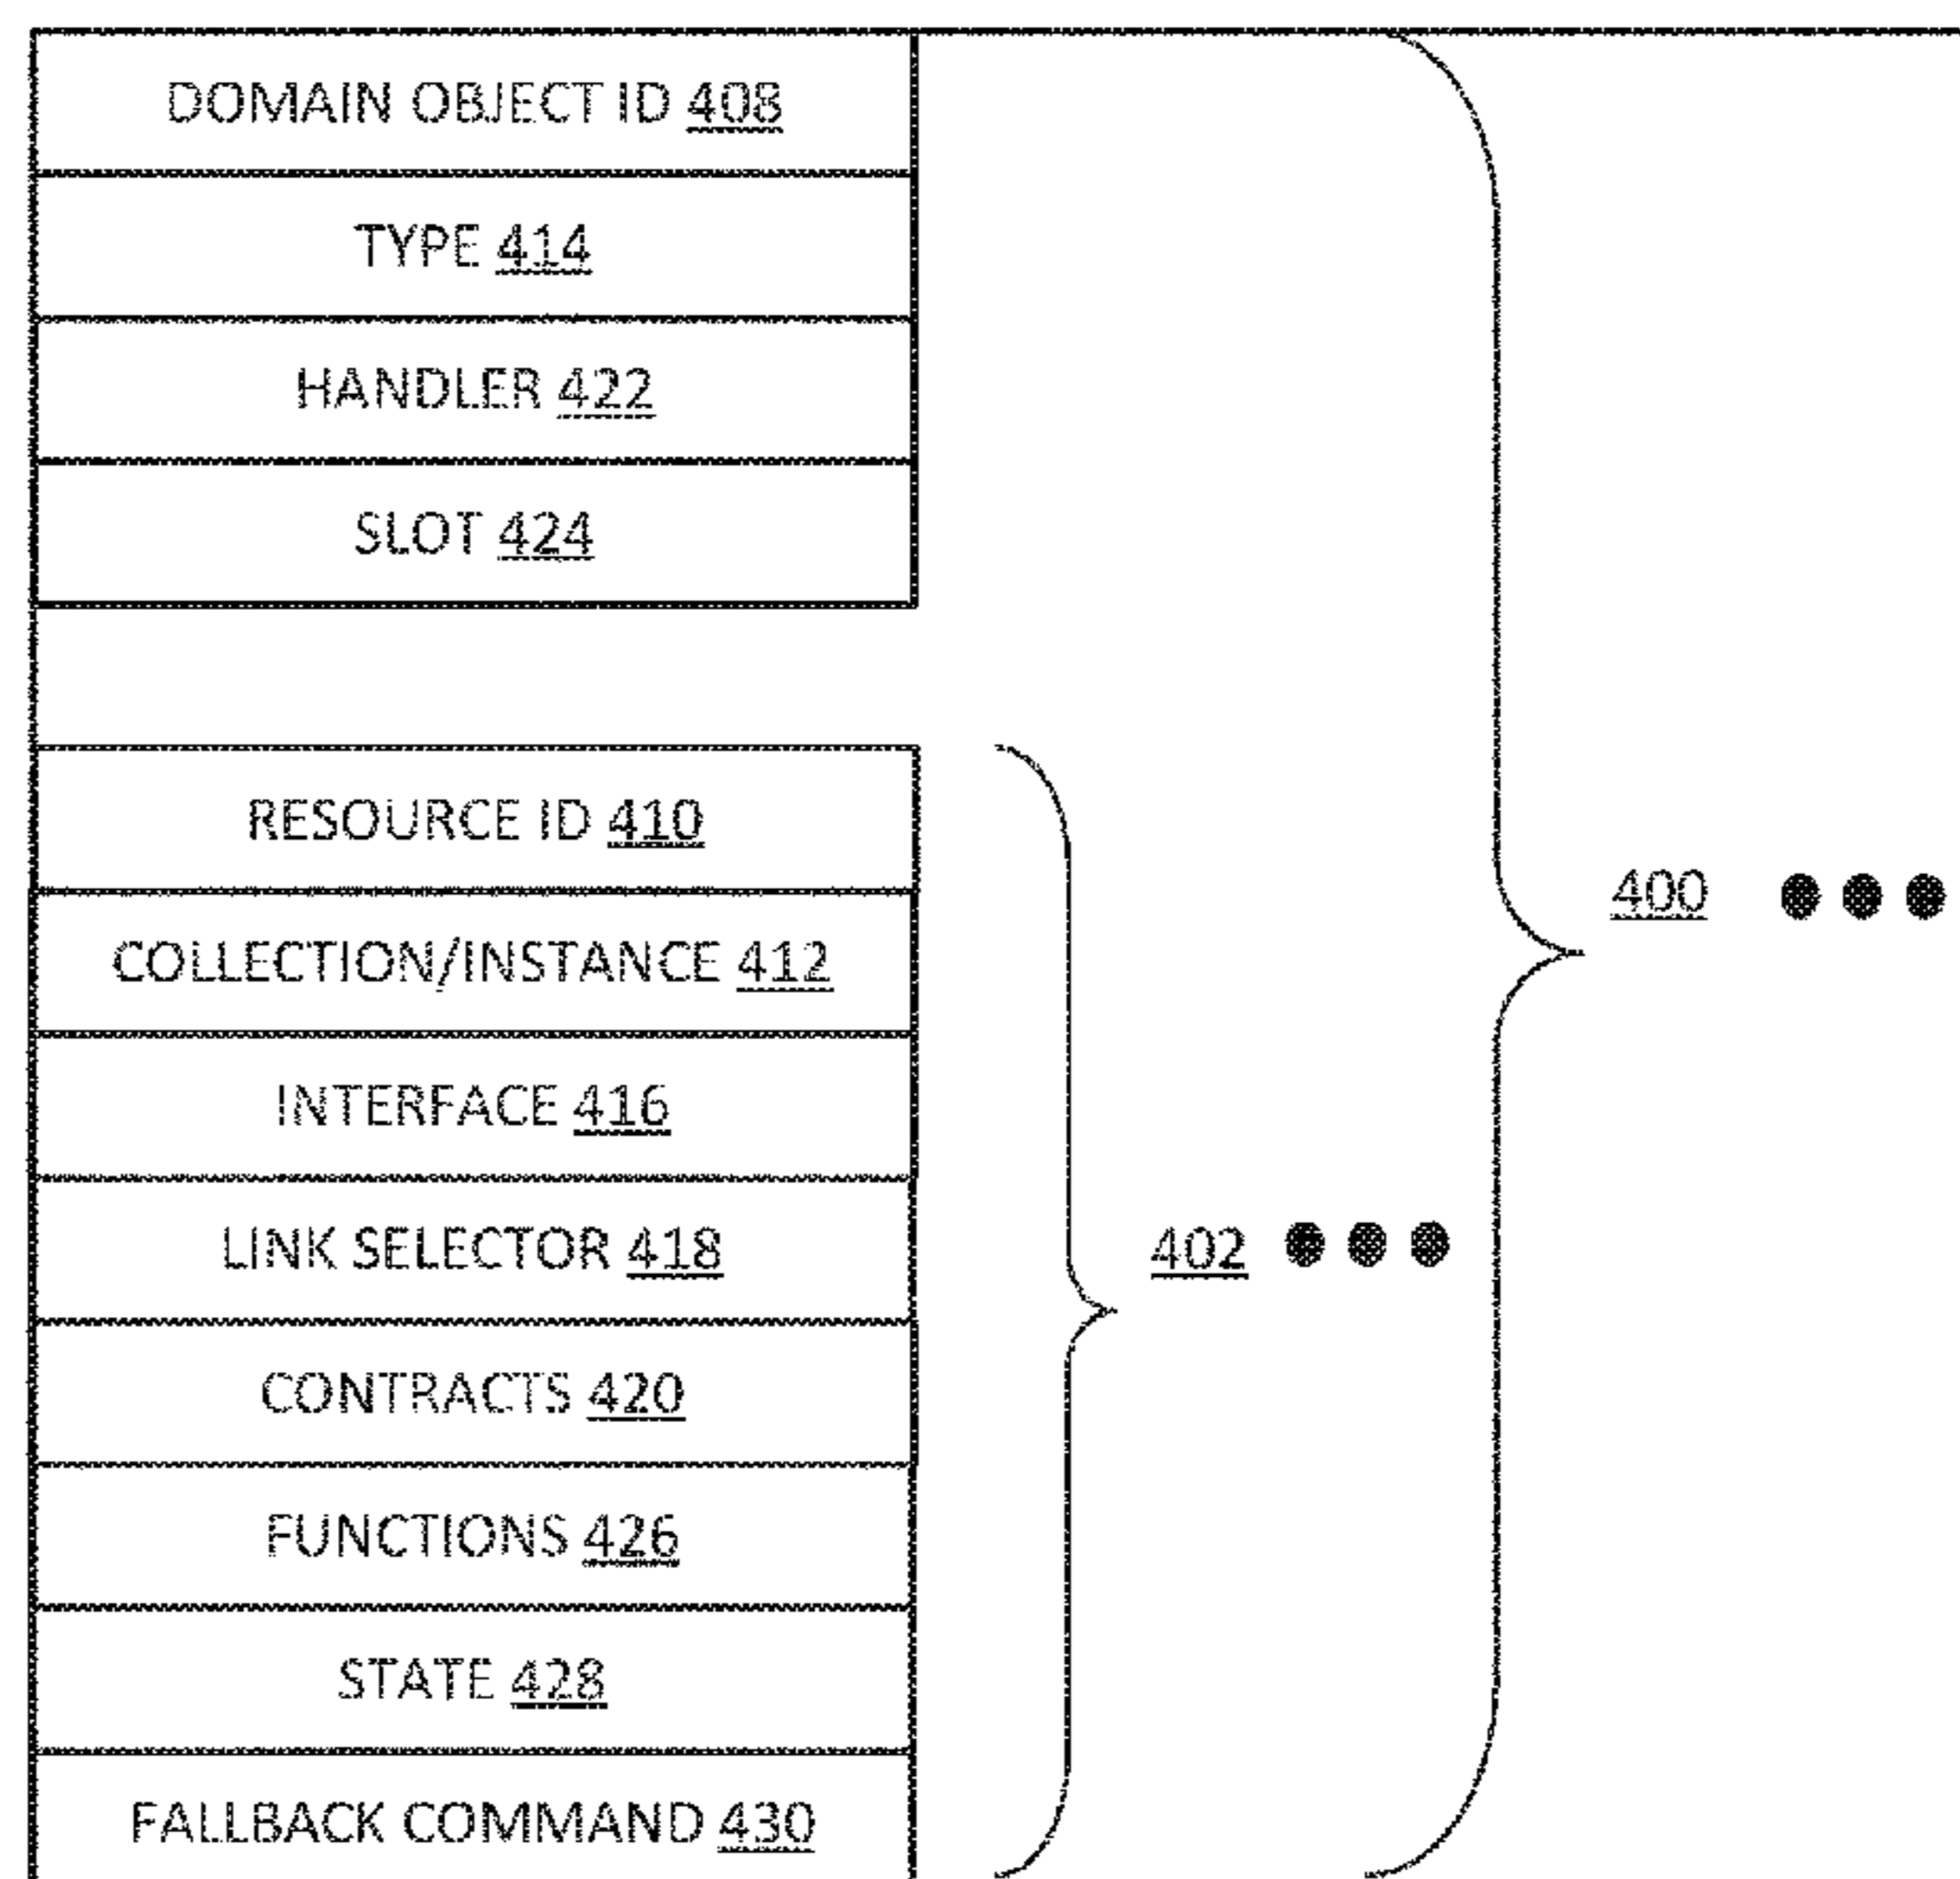 DOMAIN OBJECT ID 408
TYPE 414
HANDLER 422
SLOT 424
RESOURCE ID 410
COLLECTION/INSTANCE 412
INTERFACE 416
LINK SELECTOR 418
CONTRACTS 420
FUNCTIONS 426
STATE 428
FALLBACK COMMAND 430
402
400